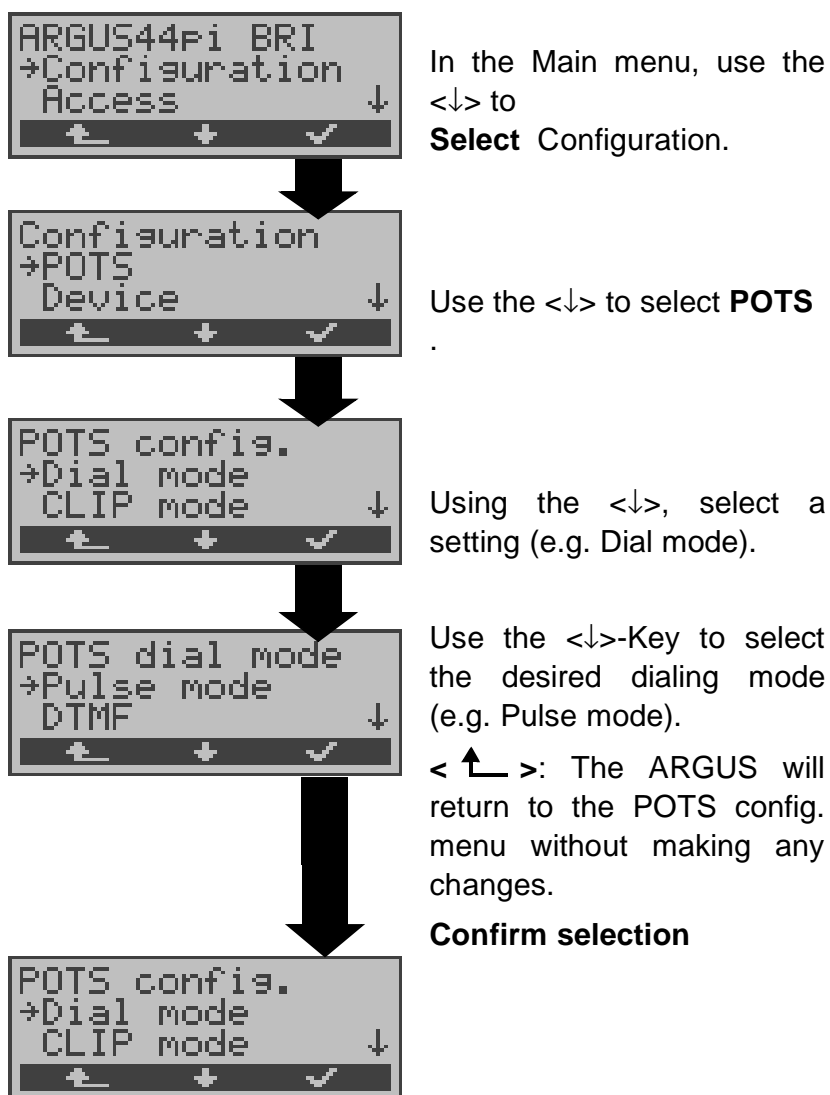 ARGUS44pi BRI
→Configuration
Access ↓
In the Main menu, use the
<↓> to
Select Configuration.
Configuration
→POTS
Device ↓
Use the <↓> to select POTS
.
POTS config.
→Dial mode
CLIP mode ↓
Using the <↓>, select a
setting (e.g. Dial mode).
POTS dial mode
→Pulse mode
DTMF ↓
Use the <↓>-Key to select
the desired dialing mode
(e.g. Pulse mode).
< ↰ >: The ARGUS will
return to the POTS config.
menu without making any
changes.
Confirm selection
POTS config.
→Dial mode
CLIP mode ↓